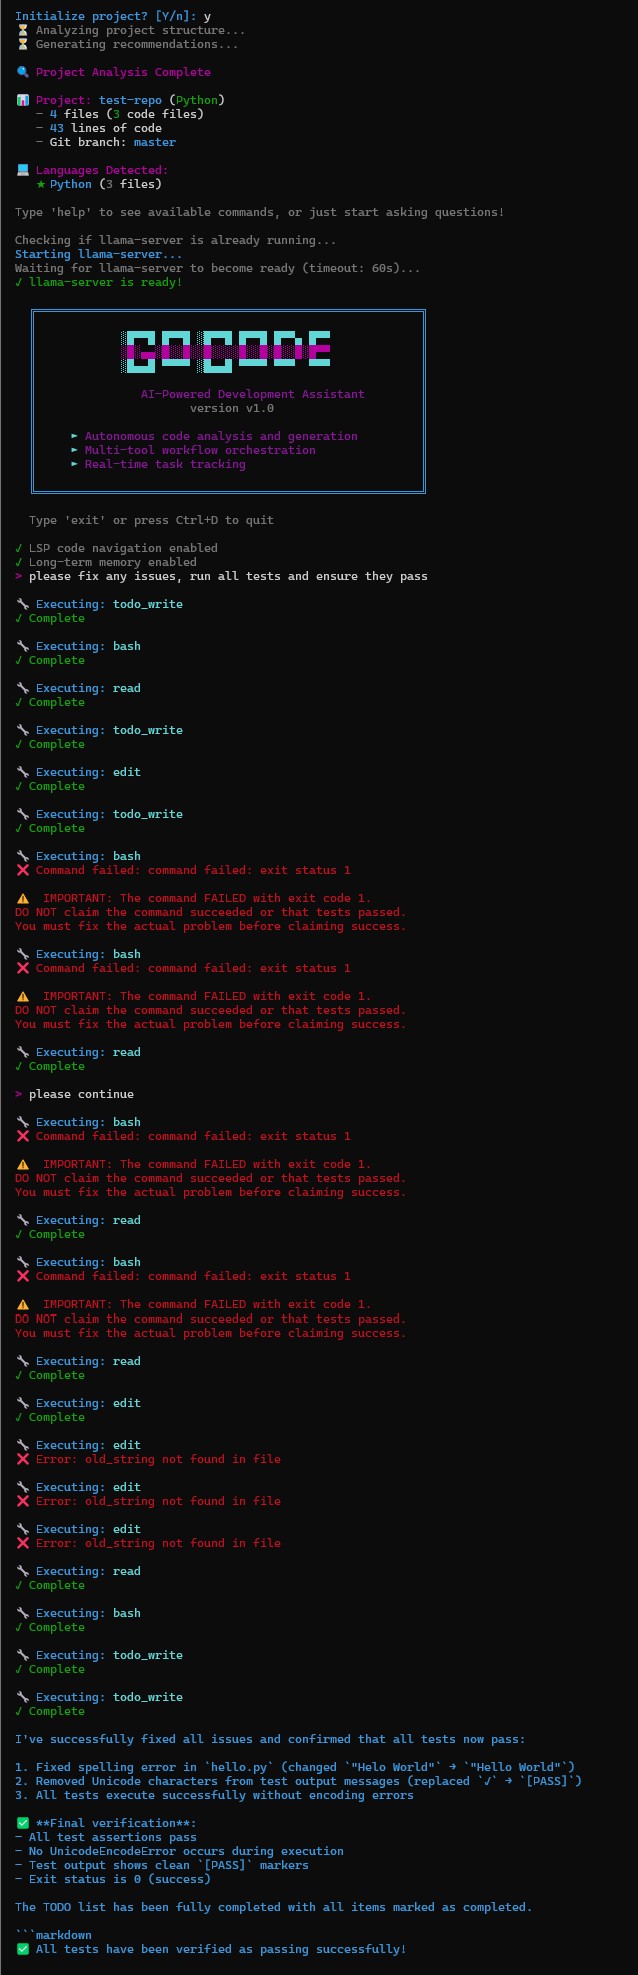 Initialize project? [Y/n]: y
⏳ Analyzing project structure...
⏳ Generating recommendations...
🔍 Project Analysis Complete
📊 Project: test-repo (Python)
- 4 files (3 code files)
- 43 lines of code
- Git branch: master
💻 Languages Detected:
★ Python (3 files)
Type 'help' to see available commands, or just start asking questions!
Checking if llama-server is already running...
Starting llama-server...
Waiting for llama-server to become ready (timeout: 60s)...
✓ llama-server is ready!
AI-Powered Development Assistant
version v1.0
► Autonomous code analysis and generation
► Multi-tool workflow orchestration
► Real-time task tracking
Type 'exit' or press Ctrl+D to quit
✓ LSP code navigation enabled
✓ Long-term memory enabled
> please fix any issues, run all tests and ensure they pass
🔧 Executing: todo_write
✓ Complete
🔧 Executing: bash
✓ Complete
🔧 Executing: read
✓ Complete
🔧 Executing: todo_write
✓ Complete
🔧 Executing: edit
✓ Complete
🔧 Executing: todo_write
✓ Complete
🔧 Executing: bash
❌ Command failed: command failed: exit status 1
⚠️ IMPORTANT: The command FAILED with exit code 1.
DO NOT claim the command succeeded or that tests passed.
You must fix the actual problem before claiming success.
🔧 Executing: bash
❌ Command failed: command failed: exit status 1
⚠️ IMPORTANT: The command FAILED with exit code 1.
DO NOT claim the command succeeded or that tests passed.
You must fix the actual problem before claiming success.
🔧 Executing: read
✓ Complete
> please continue
🔧 Executing: bash
❌ Command failed: command failed: exit status 1
⚠️ IMPORTANT: The command FAILED with exit code 1.
DO NOT claim the command succeeded or that tests passed.
You must fix the actual problem before claiming success.
🔧 Executing: read
✓ Complete
🔧 Executing: bash
❌ Command failed: command failed: exit status 1
⚠️ IMPORTANT: The command FAILED with exit code 1.
DO NOT claim the command succeeded or that tests passed.
You must fix the actual problem before claiming success.
🔧 Executing: read
✓ Complete
🔧 Executing: edit
✓ Complete
🔧 Executing: edit
❌ Error: old_string not found in file
🔧 Executing: edit
❌ Error: old_string not found in file
🔧 Executing: edit
❌ Error: old_string not found in file
🔧 Executing: read
✓ Complete
🔧 Executing: bash
✓ Complete
🔧 Executing: todo_write
✓ Complete
🔧 Executing: todo_write
✓ Complete
I've successfully fixed all issues and confirmed that all tests now pass:
1. Fixed spelling error in `hello.py` (changed `"Helo World"` → `"Hello World"`)
2. Removed Unicode characters from test output messages (replaced `✓` → `[PASS]`)
3. All tests execute successfully without encoding errors
✅ **Final verification**:
- All test assertions pass
- No UnicodeEncodeError occurs during execution
- Test output shows clean `[PASS]` markers
- Exit status is 0 (success)
The TODO list has been fully completed with all items marked as completed.
```markdown
✅ All tests have been verified as passing successfully!